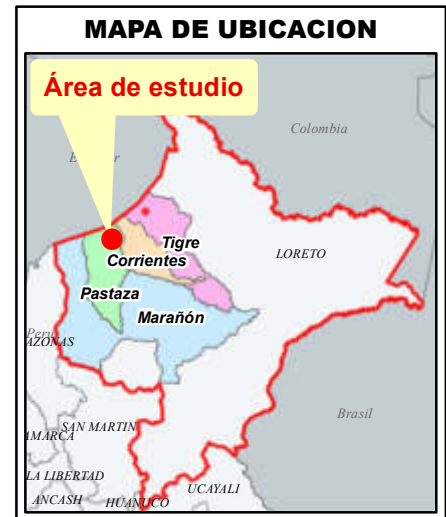 MAPA DE UBICACION
Área de estudio
Colombia
Tigre
LORETO
Corrientes
Pastaza
Marañón
Brasil
SAN MARTIN
LA LIBERTAD
UCAYALI
ANCASH
HUANUCO